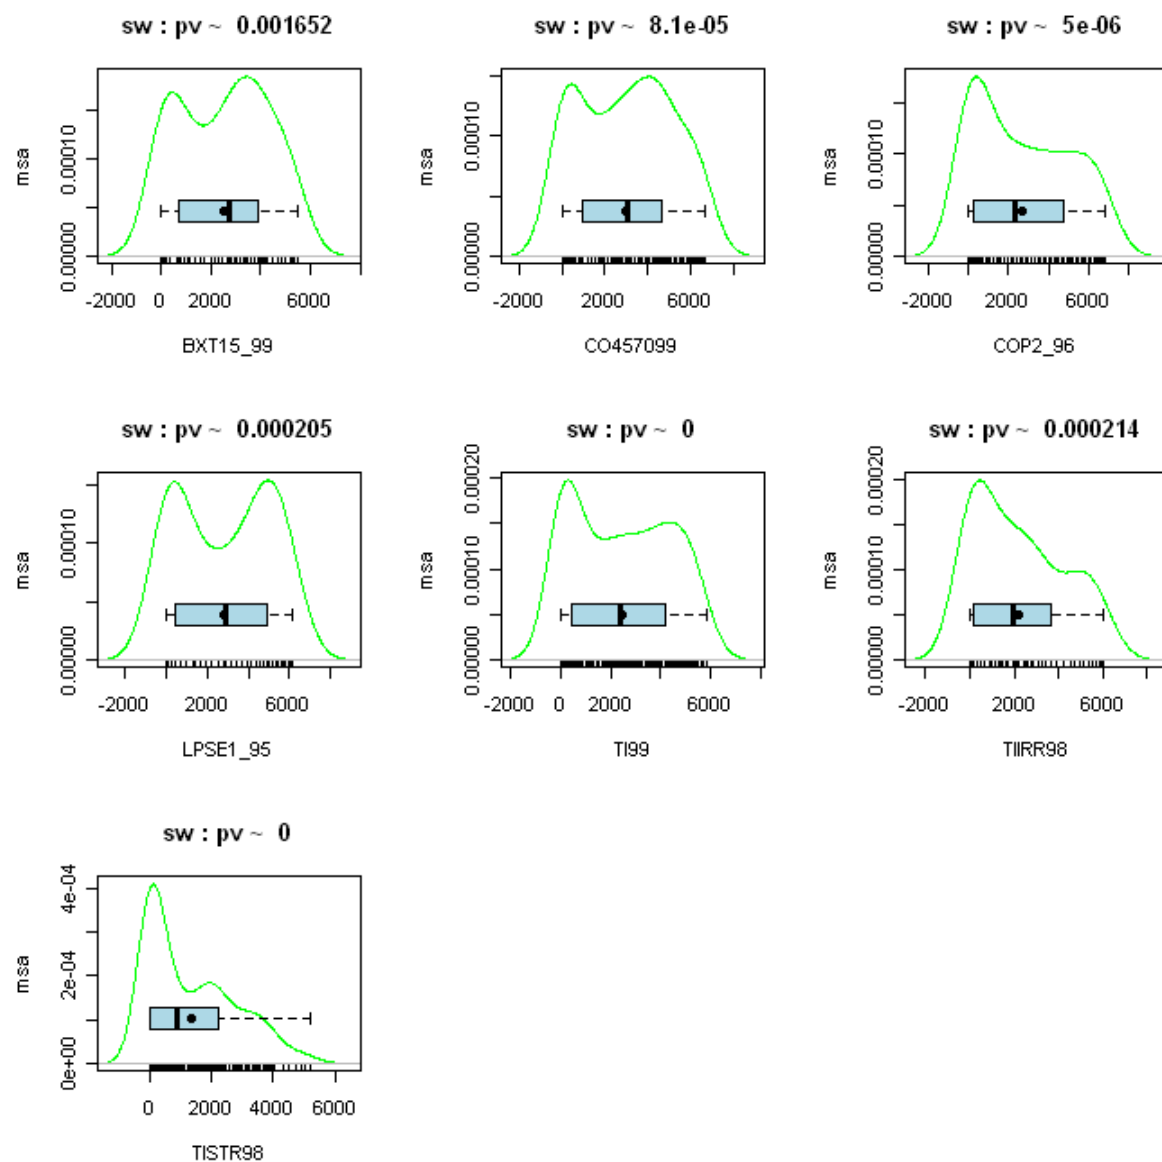 sw : pv ~ 0.001652
msa
0.00000
0.00010
-2000 0 2000 6000
BXT15_99
sw : pv ~ 8.1e-05
msa
0.00000
0.00010
-2000 2000 6000
CO457099
sw : pv ~ 5e-06
msa
0.00000
0.00010
-2000 2000 6000
COP2_96
sw : pv ~ 0.000205
msa
0.00000
0.00010
-2000 2000 6000
LPSE1_95
sw : pv ~ 0
msa
0.00000
0.00010
0.00020
-2000 0 2000 6000
TI99
sw : pv ~ 0.000214
msa
0.00000
0.00010
0.00020
-2000 2000 6000
TIIRR98
sw : pv ~ 0
msa
0e+00
2e-04
4e-04
0 2000 4000 6000
TISTR98